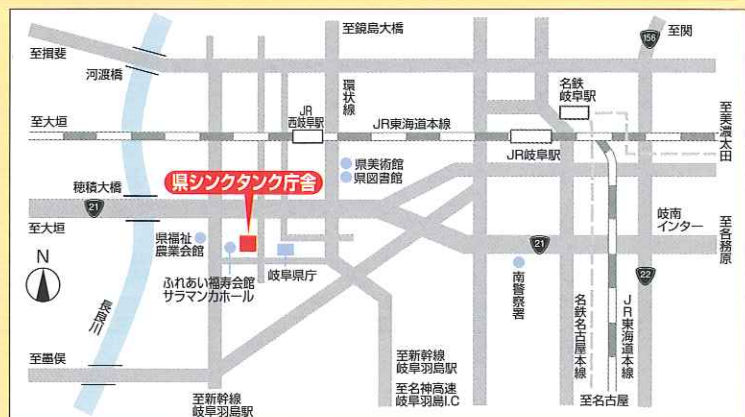 至鏡島大橋
156
至関
至揖斐
河渡橋
環状線
名鉄
岐阜駅
JR
西岐阜駅
至大垣
JR東海道本線
JR岐阜駅
至美濃太田
県美術館
県図書館
県シンクタンク庁舎
穂積大橋
21
至大垣
岐南
インター
県福祉
農業会館
N
ふれあい福寿会館
サラマンカホール
岐阜県庁
21
南警察署
22
至各務原
長良川
名鉄名古屋本線
JR東海道本線
至墨俣
至新幹線
岐阜羽島駅
至新幹線
岐阜羽島駅
至名神高速
岐阜羽島I.C
至名古屋